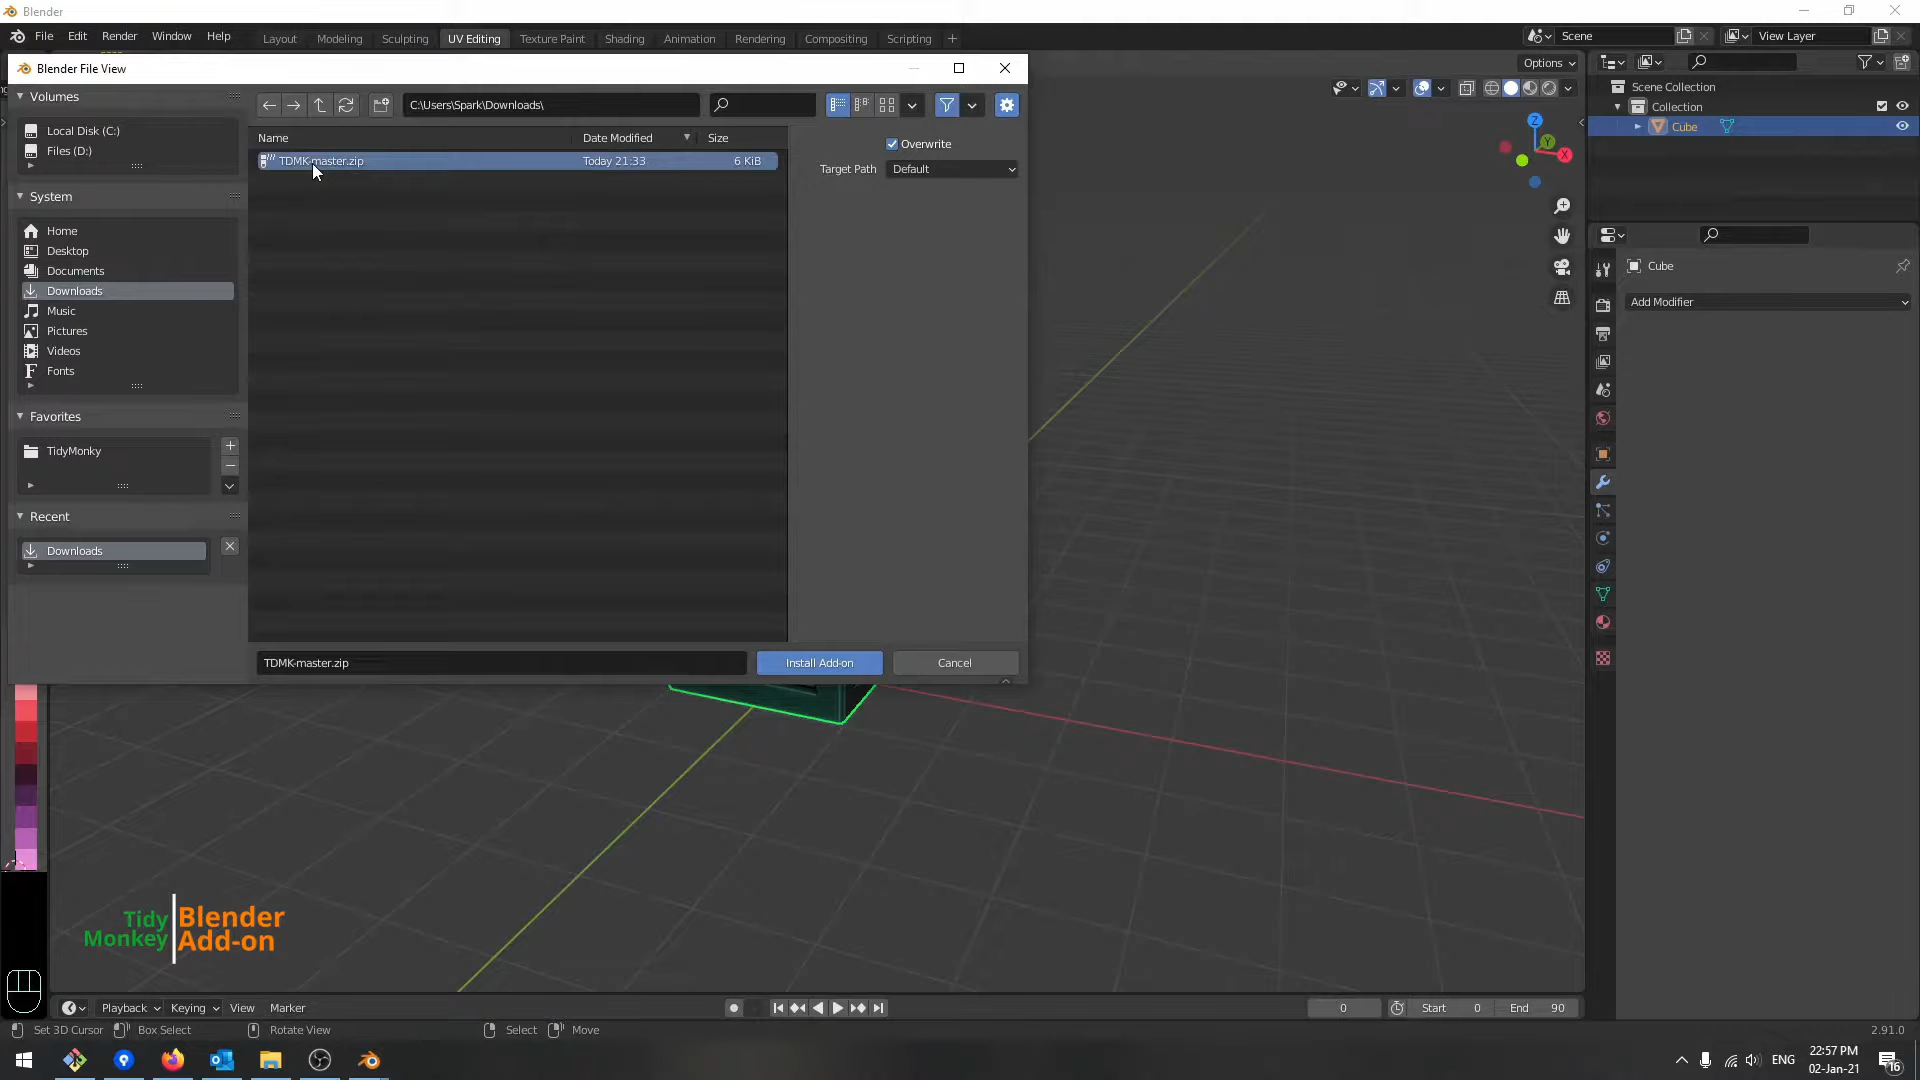 Blender
File Edit Render Window Help
Layout Modeling Sculpting UV Editing Texture Paint Shading Animation Rendering Compositing Scripting
Scene
View Layer
Blender File View
Options
Volumes
Local Disk (C:)
Files (D:)
System
Home
Desktop
Documents
Downloads
Music
Pictures
Videos
Fonts
Favorites
TidyMonky
Recent
Downloads
C:\Users\Spark\Downloads\
Name Date Modified Size
TDMK-master.zip Today 21:33 6 KiB
Overwrite
Target Path Default
TDMK-master.zip
Install Add-on
Cancel
Z
Y
X
Scene Collection
Collection
Cube
Cube
Add Modifier
Tidy
Monkey
Blender
Add-on
Playback Keying View Marker
0
Start 0 End 90
Set 3D Cursor Box Select Rotate View Select Move
2.91.0
ENG
22:57 PM
02-Jan-21
16